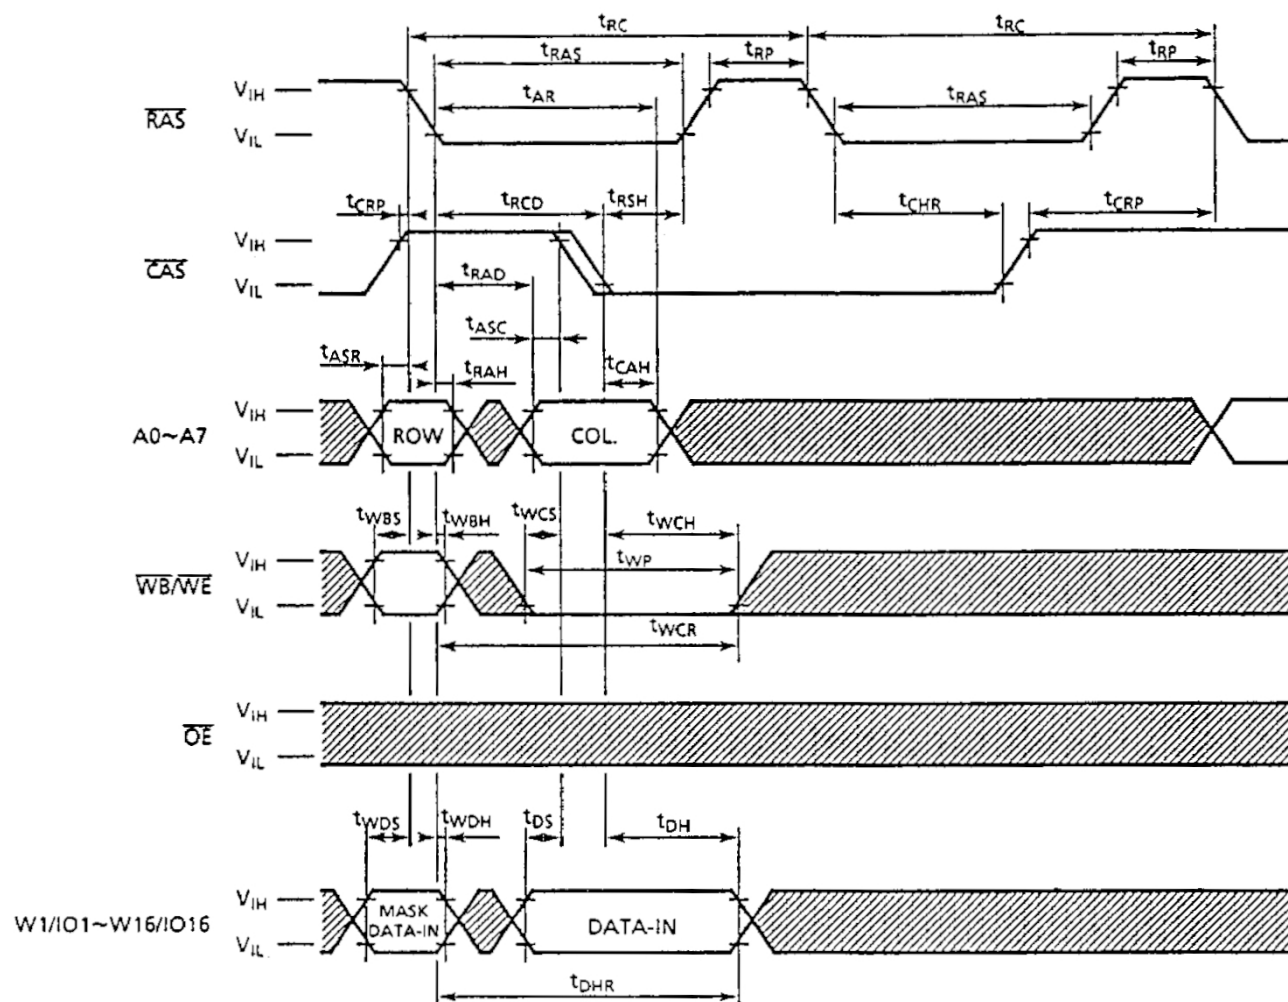 tRC tRC
tRAS tRP tRP
tAR tRAS
RAS VIH
VIL
tCRP tRCD tRSH tCHR tCRP
CAS VIH
VIL
tRAD
tASC
tASR tRAH tCAH
A0~A7 VIH
VIL
ROW COL.
tWBS tWBH tWCS tWCH
tWP
WB/WE VIH
VIL
tWCR
OE VIH
VIL
tWDS tWDH tDS tDH
W1/IO1~W16/IO16 VIH
VIL
MASK
DATA-IN DATA-IN
tDHR